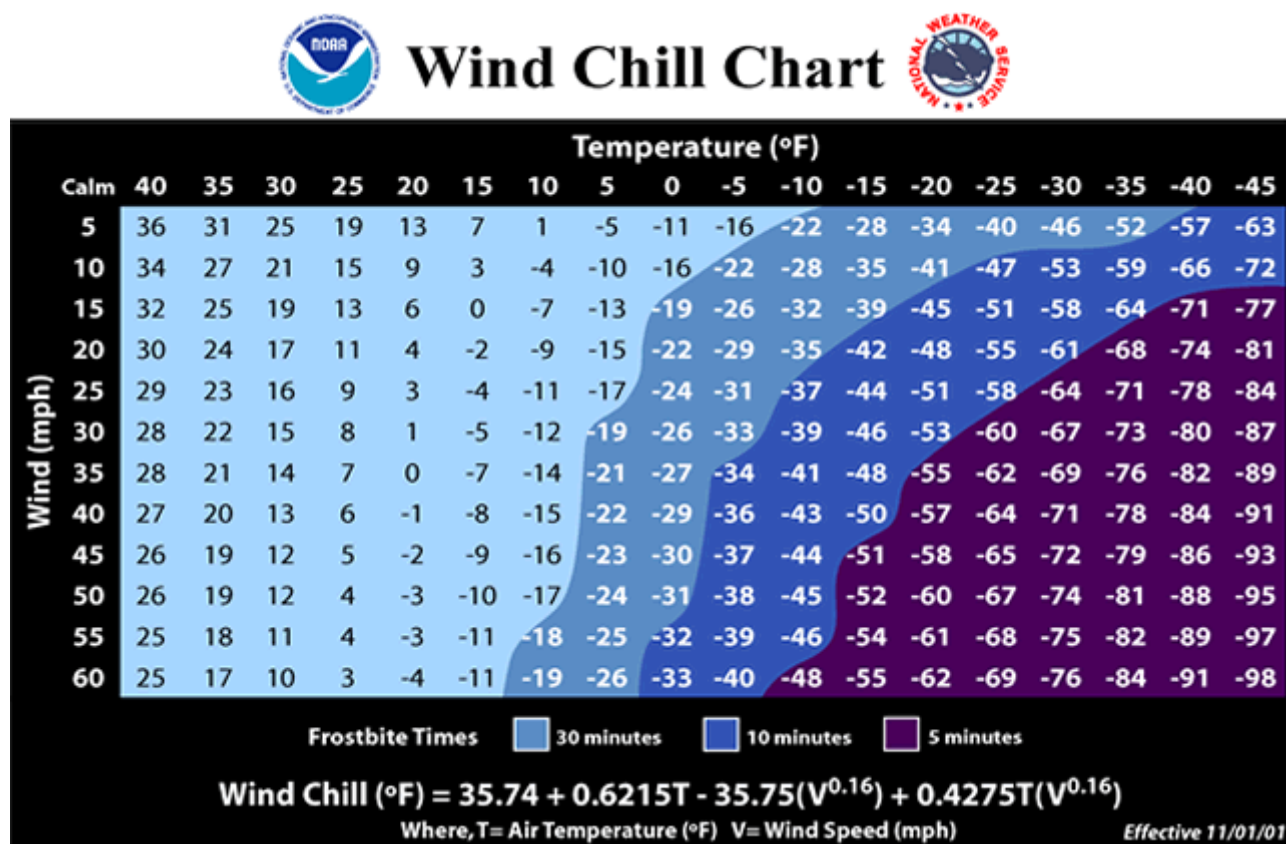 NOAA
NATIONAL OCEANIC AND ATMOSPHERIC ADMINISTRATION
U.S. DEPARTMENT OF COMMERCE
Wind Chill Chart
NATIONAL WEATHER SERVICE
Temperature (ºF)
Calm 40 35 30 25 20 15 10 5 0 -5 -10 -15 -20 -25 -30 -35 -40 -45
5 36 31 25 19 13 7 1 -5 -11 -16 -22 -28 -34 -40 -46 -52 -57 -63
10 34 27 21 15 9 3 -4 -10 -16 -22 -28 -35 -41 -47 -53 -59 -66 -72
15 32 25 19 13 6 0 -7 -13 -19 -26 -32 -39 -45 -51 -58 -64 -71 -77
20 30 24 17 11 4 -2 -9 -15 -22 -29 -35 -42 -48 -55 -61 -68 -74 -81
25 29 23 16 9 3 -4 -11 -17 -24 -31 -37 -44 -51 -58 -64 -71 -78 -84
30 28 22 15 8 1 -5 -12 -19 -26 -33 -39 -46 -53 -60 -67 -73 -80 -87
35 28 21 14 7 0 -7 -14 -21 -27 -34 -41 -48 -55 -62 -69 -76 -82 -89
40 27 20 13 6 -1 -8 -15 -22 -29 -36 -43 -50 -57 -64 -71 -78 -84 -91
45 26 19 12 5 -2 -9 -16 -23 -30 -37 -44 -51 -58 -65 -72 -79 -86 -93
50 26 19 12 4 -3 -10 -17 -24 -31 -38 -45 -52 -60 -67 -74 -81 -88 -95
55 25 18 11 4 -3 -11 -18 -25 -32 -39 -46 -54 -61 -68 -75 -82 -89 -97
60 25 17 10 3 -4 -11 -19 -26 -33 -40 -48 -55 -62 -69 -76 -84 -91 -98
Wind (mph)
Frostbite Times 30 minutes 10 minutes 5 minutes
Wind Chill (ºF) = 35.74 + 0.6215T - 35.75(V^0.16) + 0.4275T(V^0.16)
Where, T= Air Temperature (ºF) V= Wind Speed (mph)
Effective 11/01/01